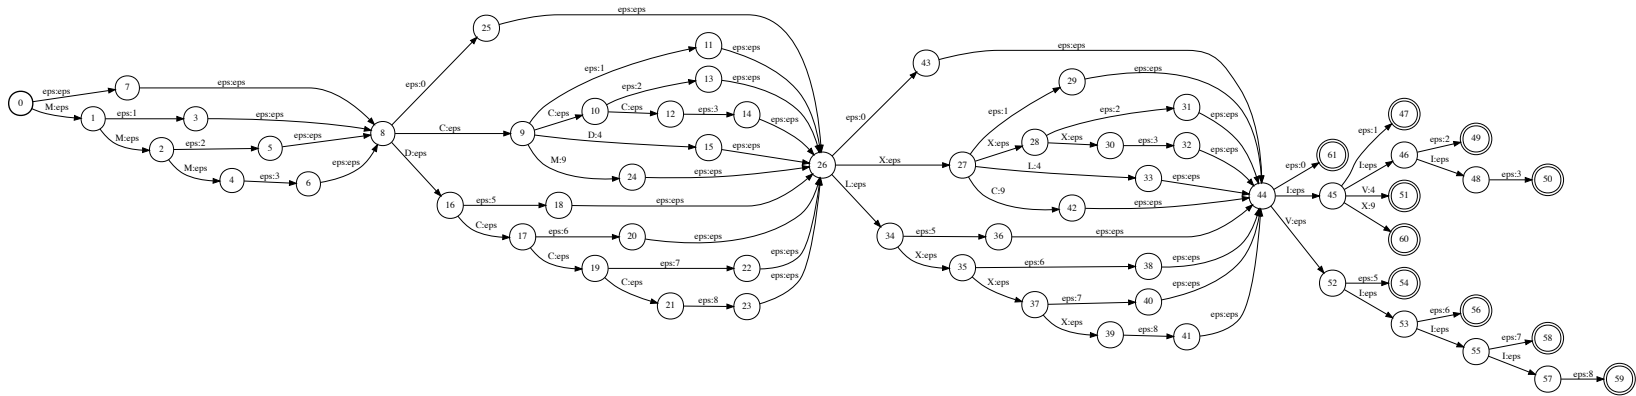 0
eps:eps
7
eps:eps
M:eps
1
eps:1
3
eps:eps
M:eps
2
eps:2
5
eps:eps
M:eps
4
eps:3
6
eps:eps
8
eps:0
25
eps:eps
C:eps
9
eps:1
11
eps:eps
C:eps
10
eps:2
13
eps:eps
C:eps
12
eps:3
14
eps:eps
D:4
15
eps:eps
M:9
24
eps:eps
D:eps
16
eps:5
18
eps:eps
C:eps
17
eps:6
20
eps:eps
C:eps
19
eps:7
22
eps:eps
C:eps
21
eps:8
23
eps:eps
26
eps:0
43
eps:eps
X:eps
27
eps:1
29
eps:eps
X:eps
28
eps:2
31
eps:eps
X:eps
30
eps:3
32
eps:eps
L:4
33
eps:eps
C:9
42
eps:eps
L:eps
34
eps:5
36
eps:eps
X:eps
35
eps:6
38
eps:eps
X:eps
37
eps:7
40
eps:eps
X:eps
39
eps:8
41
eps:eps
44
eps:0
61
I:eps
45
eps:1
47
I:eps
46
eps:2
49
I:eps
48
eps:3
50
V:4
51
X:9
60
V:eps
52
eps:5
54
I:eps
53
eps:6
56
I:eps
55
eps:7
58
I:eps
57
eps:8
59